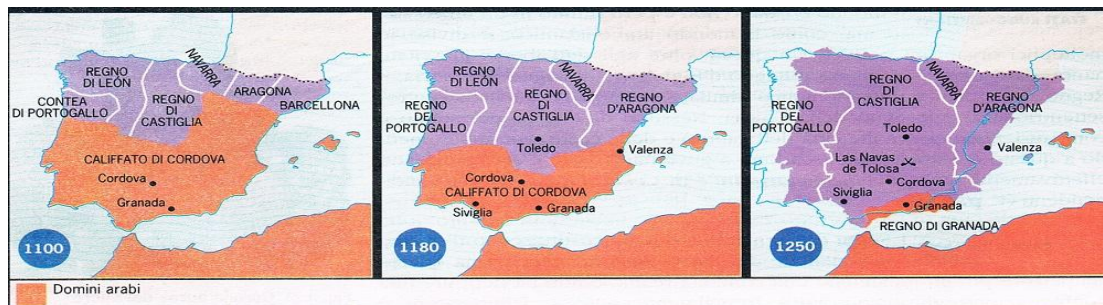 REGNO
DI LEÓN
NAVARRA
ARAGONA
CONTEA
DI PORTOGALLO
REGNO
DI
CASTIGLIA
BARCELLONA
CALIFFATO DI CORDOVA
Cordova
Granada
1100
REGNO
DI LEÓN
NAVARRA
REGNO
DEL
PORTOGALLO
REGNO
DI
CASTIGLIA
REGNO
D'ARAGONA
Toledo
Valenza
Cordova
CALIFFATO DI CORDOVA
Siviglia
Granada
1180
REGNO
DI
CASTIGLIA
NAVARRA
REGNO
DEL
PORTOGALLO
REGNO
D'ARAGONA
Toledo
Valenza
Las Navas
de Tolosa
Cordova
Siviglia
Granada
REGNO DI GRANADA
1250
Domini arabi